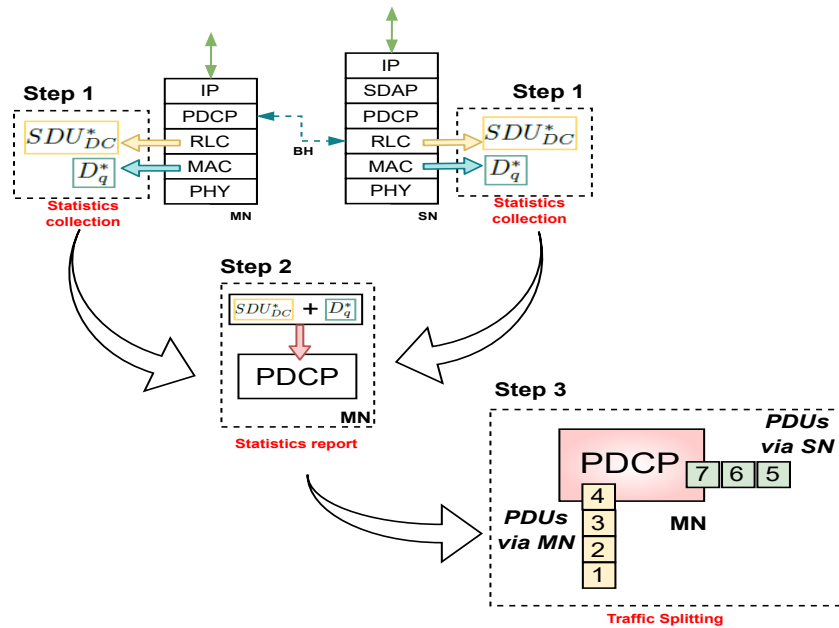 Step 1
SDU*DC
D*q
Statistics
collection
IP
PDCP
RLC
MAC
PHY
MN
BH
IP
SDAP
PDCP
RLC
MAC
PHY
SN
Step 1
SDU*DC
D*q
Statistics
collection
Step 2
SDU*DC + D*q
PDCP
MN
Statistics report
Step 3
PDUs
via SN
PDCP
7 6 5
MN
PDUs
via MN
4
3
2
1
Traffic Splitting